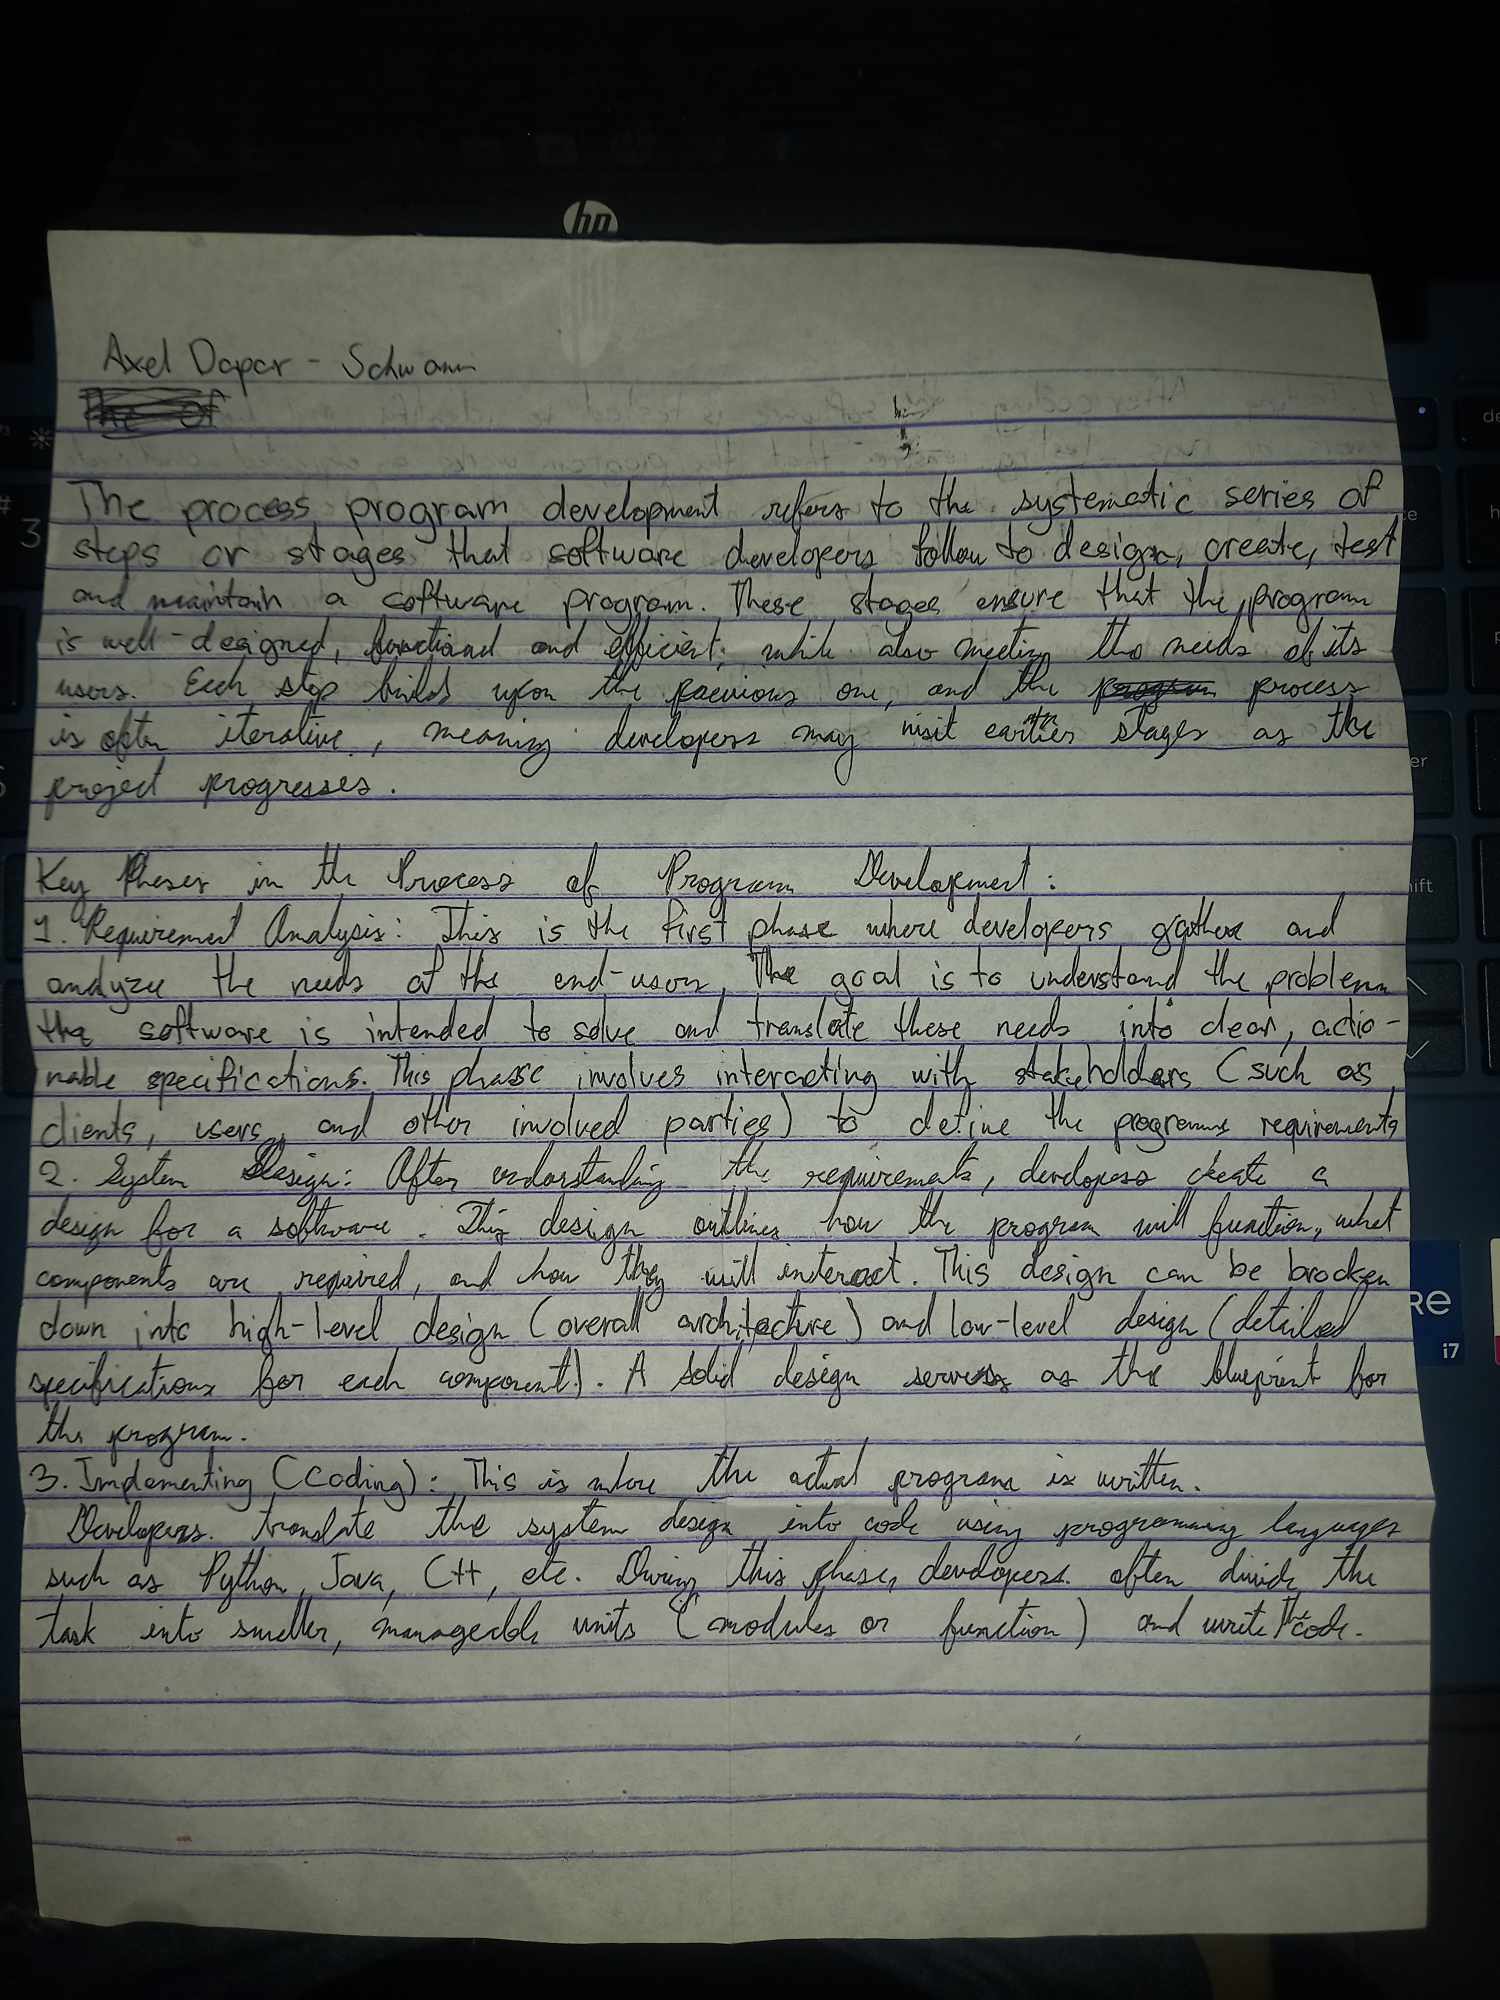 hp
Axel Dapar - Schwann
The process program development refers to the systematic series of
steps or stages that software developers follow to design, create, test
and maintain a software program. These stages ensure that the program
is well-designed, functional and efficient, while also meeting the needs of its
users. Each step builds upon the previous one, and the process
is often iterative, meaning developers may visit earlier stages as the
project progresses.
Key Phases in the Process of Program Development:
1. Requirement Analysis: This is the first phase where developers gather and
analyze the needs of the end-user. The goal is to understand the problem
the software is intended to solve and translate these needs into clear, actio-
nable specifications. This phase involves interacting with stakeholders (such as
clients, users, and other involved parties) to define the programs requirements
2. System Design: After understanding the requirements, developers create a
design for a software. This design outlines how the program will function, what
components are required, and how they will interact. This design can be brocken
down into high-level design (overall architecture) and low-level design (detailed
specifications for each component). A solid design serves as the blueprint for
the program.
3. Implementing (Coding): This is where the actual program is written.
Developers. translate the system design into code using programming languages
such as Python, Java, C++, etc. During this phase, developers often divide the
task into smaller, manageable units (modules or function) and write the code.
i7